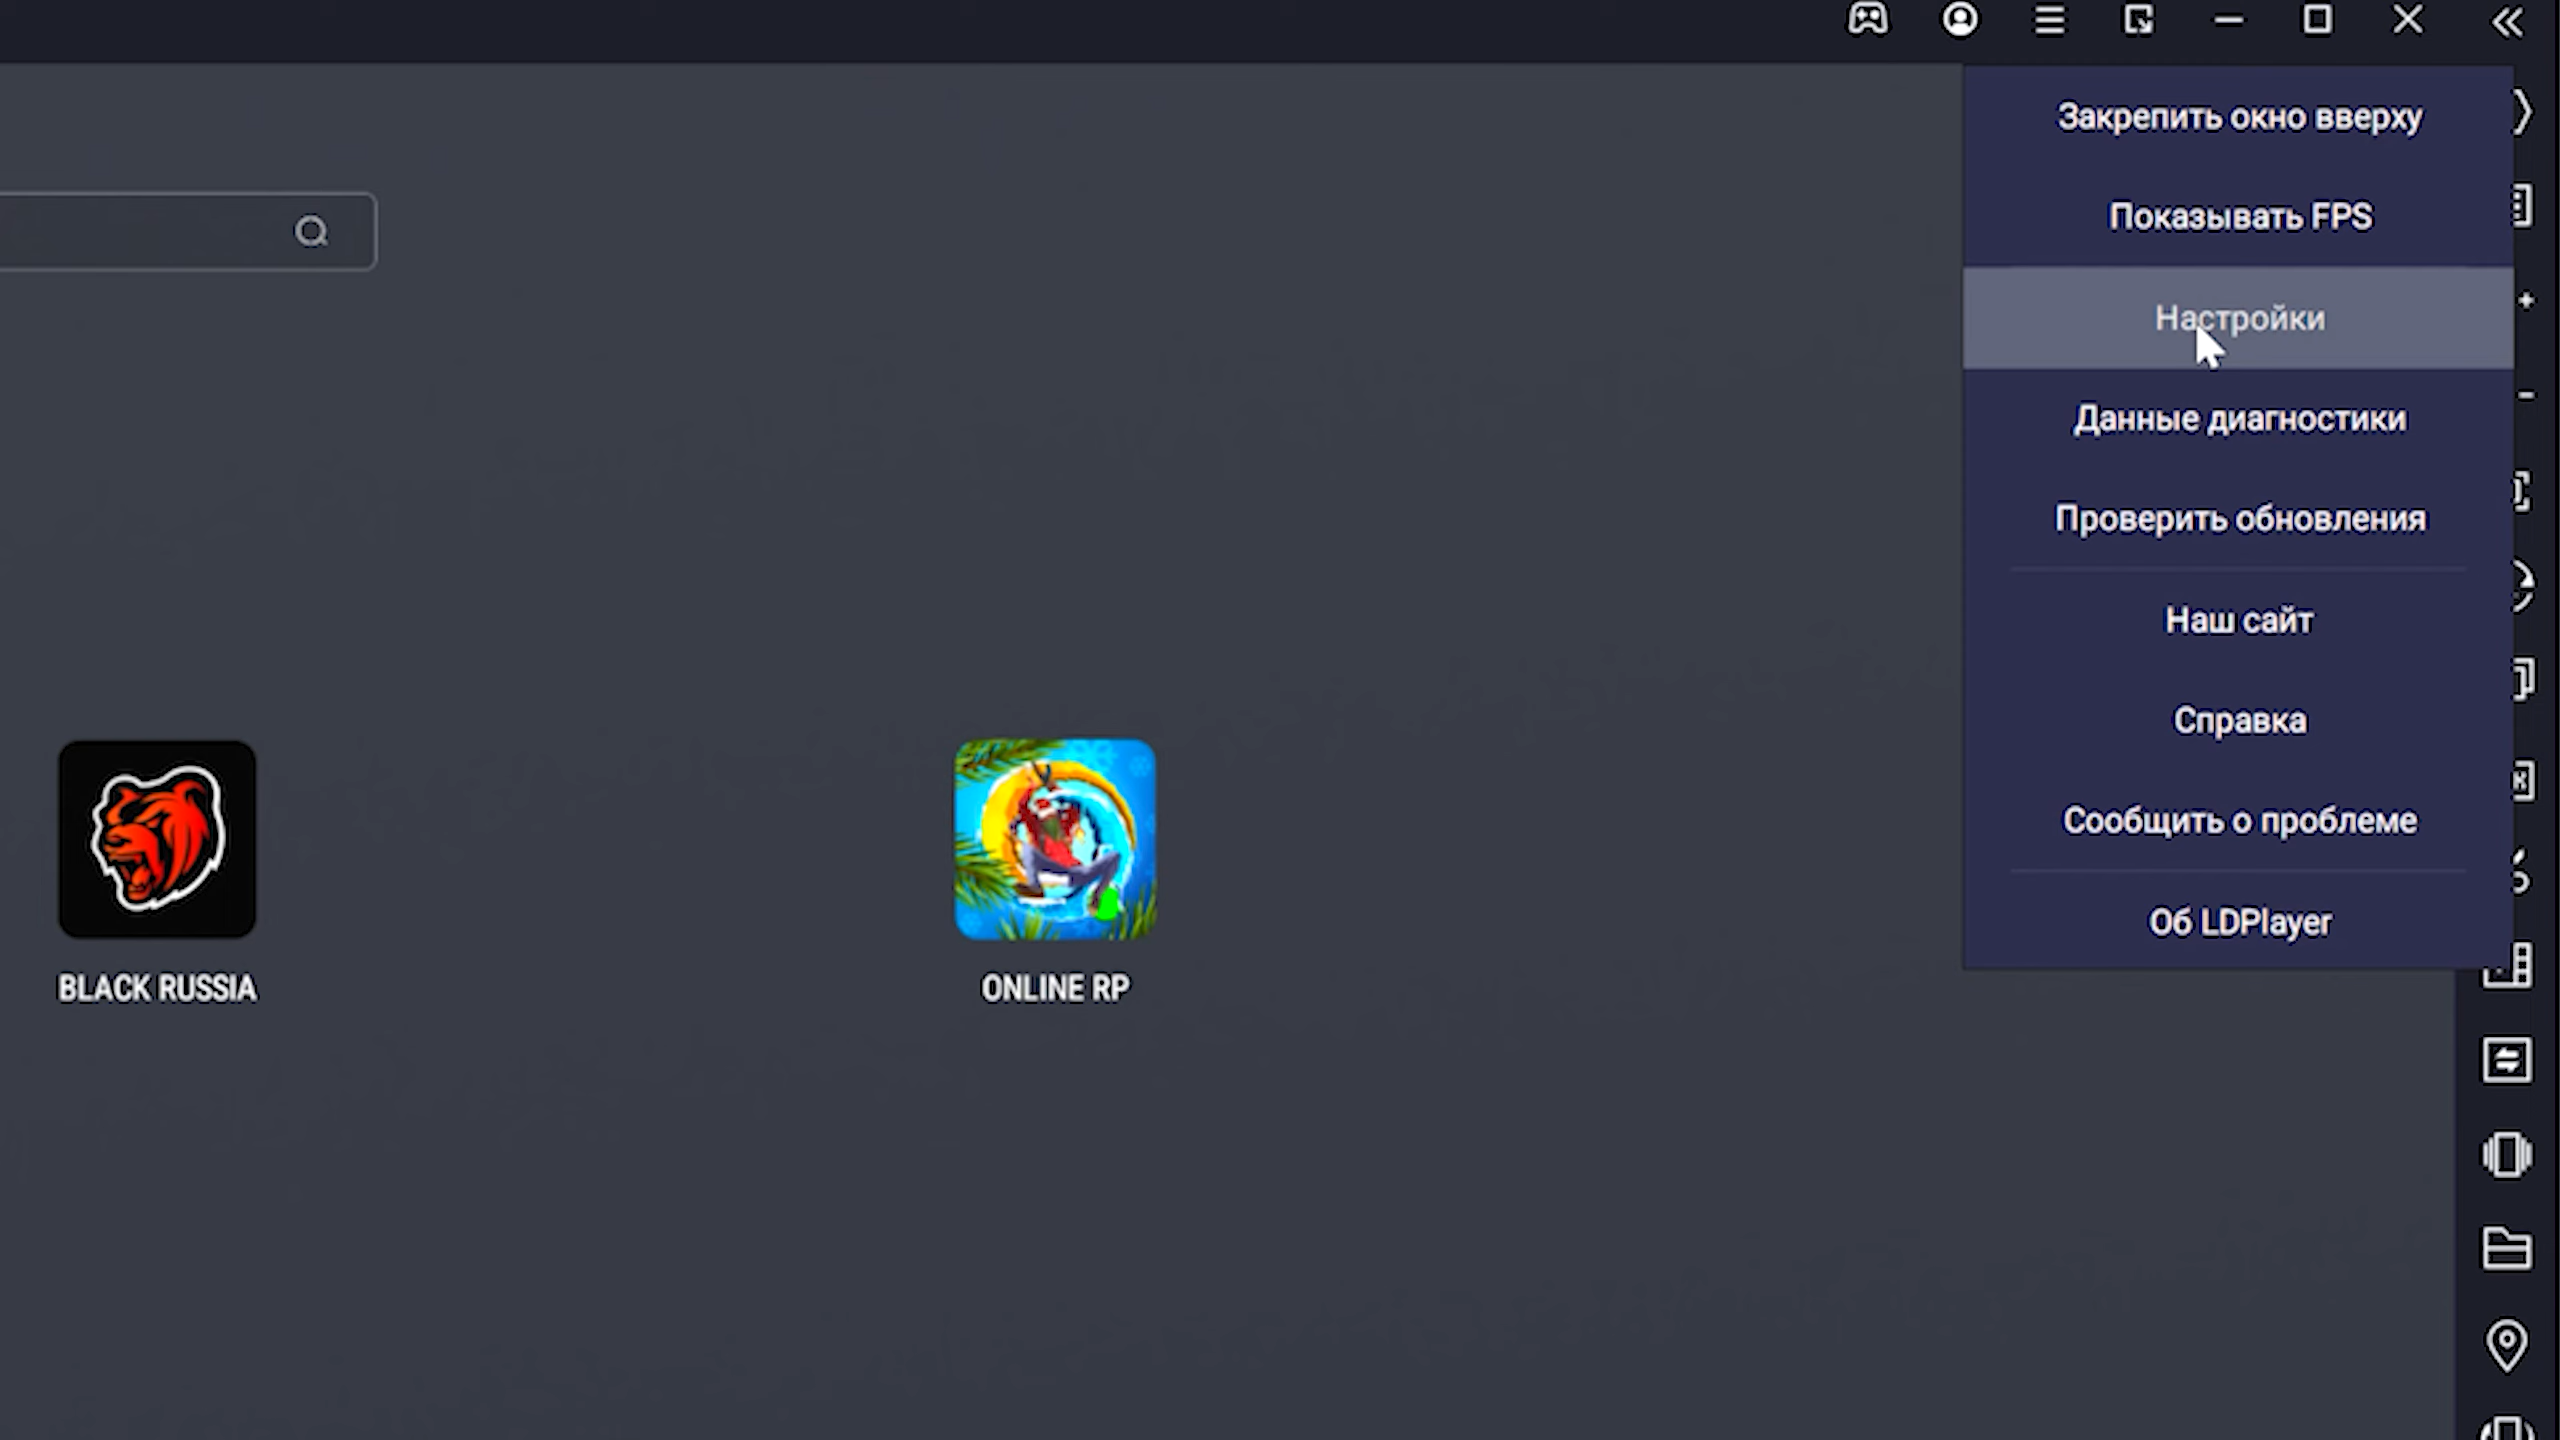 Закрепить окно вверху
Показывать FPS
Настройки
Данные диагностики
Проверить обновления
Наш сайт
Справка
Сообщить о проблеме
Об LDPlayer
BLACK RUSSIA
ONLINE RP